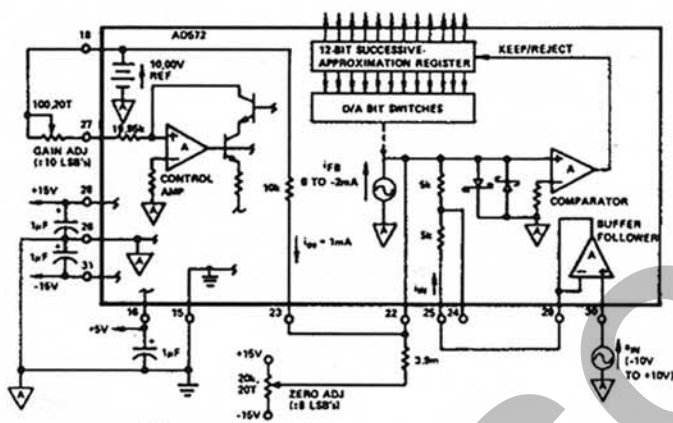 18
AD572
10,00V
REF
A
100,20T
27
GAIN ADJ
(±10 LSB's)
+
A
−
CONTROL
AMP
A
+15V
28
1µF
26
A
1µF
31
-15V
10k
i = 1mA
12-BIT SUCCESSIVE-
APPROXIMATION REGISTER
KEEP/REJECT
D/A BIT SWITCHES
iFB
0 TO -2mA
A
5k
5k
iIN
+
A
−
COMPARATOR
A
BUFFER
FOLLOWER
A
16
15
23
22
25
24
29
30
+5V
1µF
A
+15V
20k,
20T
-15V
ZERO ADJ
(±8 LSB's)
3.9m
eIN
(-10V
TO +10V)
A